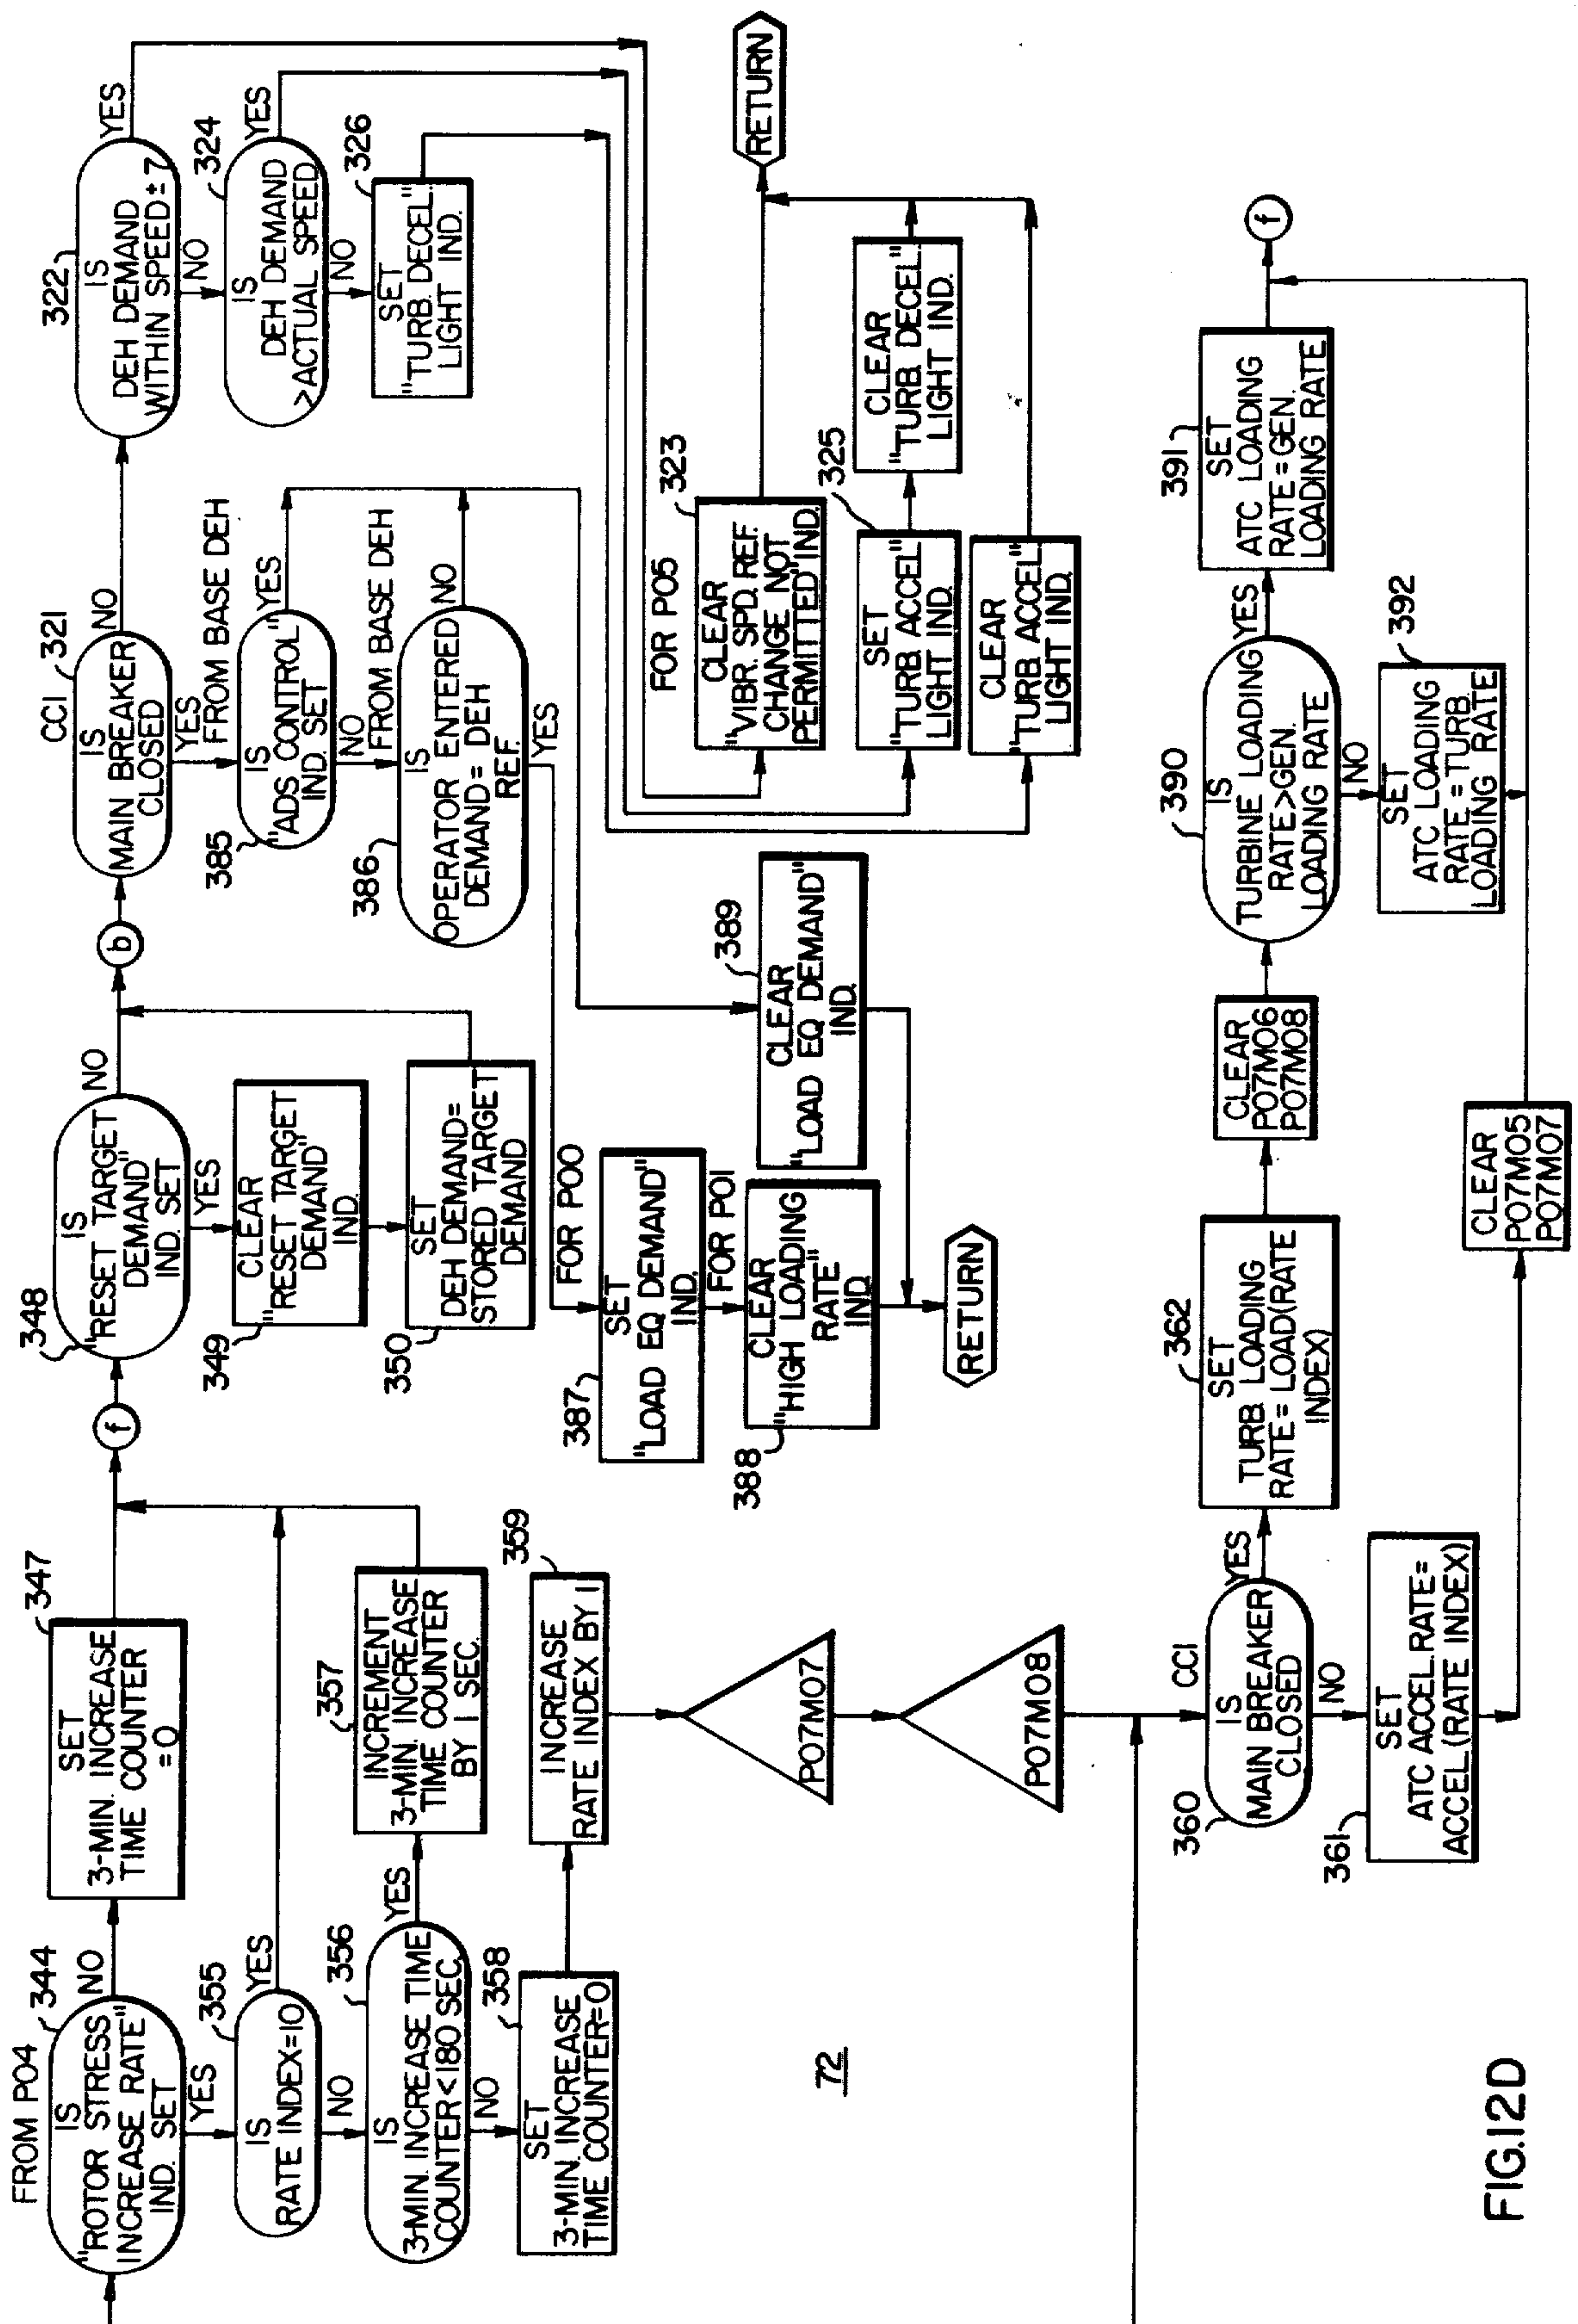 FROM P04
344
IS
"ROTOR STRESS
INCREASE RATE"
IND. SET
NO
YES
347
SET
3-MIN. INCREASE
TIME COUNTER
=0
f
348
IS
"RESET TARGET
DEMAND"
IND. SET
NO
YES
349
CLEAR
"RESET TARGET
DEMAND"
IND.
350
SET
DEH DEMAND=
STORED TARGET
DEMAND
b
CCI
321
IS
MAIN BREAKER
CLOSED
NO
YES
322
IS
DEH DEMAND
WITHIN SPEED±7
YES
NO
324
IS
DEH DEMAND
>ACTUAL SPEED
YES
NO
326
SET
"TURB. DECEL."
LIGHT IND.
FROM BASE DEH
385
IS
"ADS CONTROL"
IND. SET
YES
NO
FROM BASE DEH
386
IS
OPERATOR ENTERED
DEMAND= DEH
REF.
NO
YES
355
IS
RATE INDEX=10
YES
NO
356
IS
3-MIN. INCREASE TIME
COUNTER<180 SEC.
YES
NO
357
INCREMENT
3-MIN. INCREASE
TIME COUNTER
BY 1 SEC.
358
SET
3-MIN. INCREASE
TIME COUNTER=0
359
INCREASE
RATE INDEX BY 1
P07M07
P07M08
FOR P00
387
SET
"LOAD EQ DEMAND"
IND.
FOR P01
388
CLEAR
"HIGH LOADING
RATE"
IND.
389
CLEAR
"LOAD EQ DEMAND"
IND.
RETURN
FOR P05
323
CLEAR
"VIBR. SPD. REF.
CHANGE NOT
PERMITTED" IND.
325
SET
"TURB. ACCEL"
LIGHT IND.
CLEAR
"TURB. DECEL"
LIGHT IND.
CLEAR
"TURB. ACCEL"
LIGHT IND.
RETURN
72
CCI
360
IS
MAIN BREAKER
CLOSED
YES
NO
361
SET
ATC ACCEL.RATE=
ACCEL (RATE INDEX)
362
SET
TURB. LOADING
RATE = LOAD(RATE
INDEX)
CLEAR
P07M06
P07M08
390
IS
TURBINE LOADING
RATE>GEN.
LOADING RATE
YES
NO
391
SET
ATC LOADING
RATE=GEN.
LOADING RATE
392
SET
ATC LOADING
RATE =TURB.
LOADING RATE
f
CLEAR
P07M05
P07M07
FIG.12D